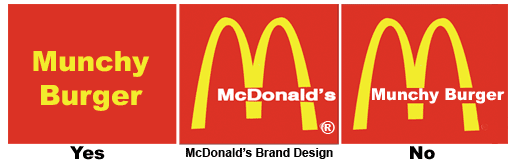 Munchy
Burger
McDonald's
®
Munchy Burger
Yes
McDonald's Brand Design
No